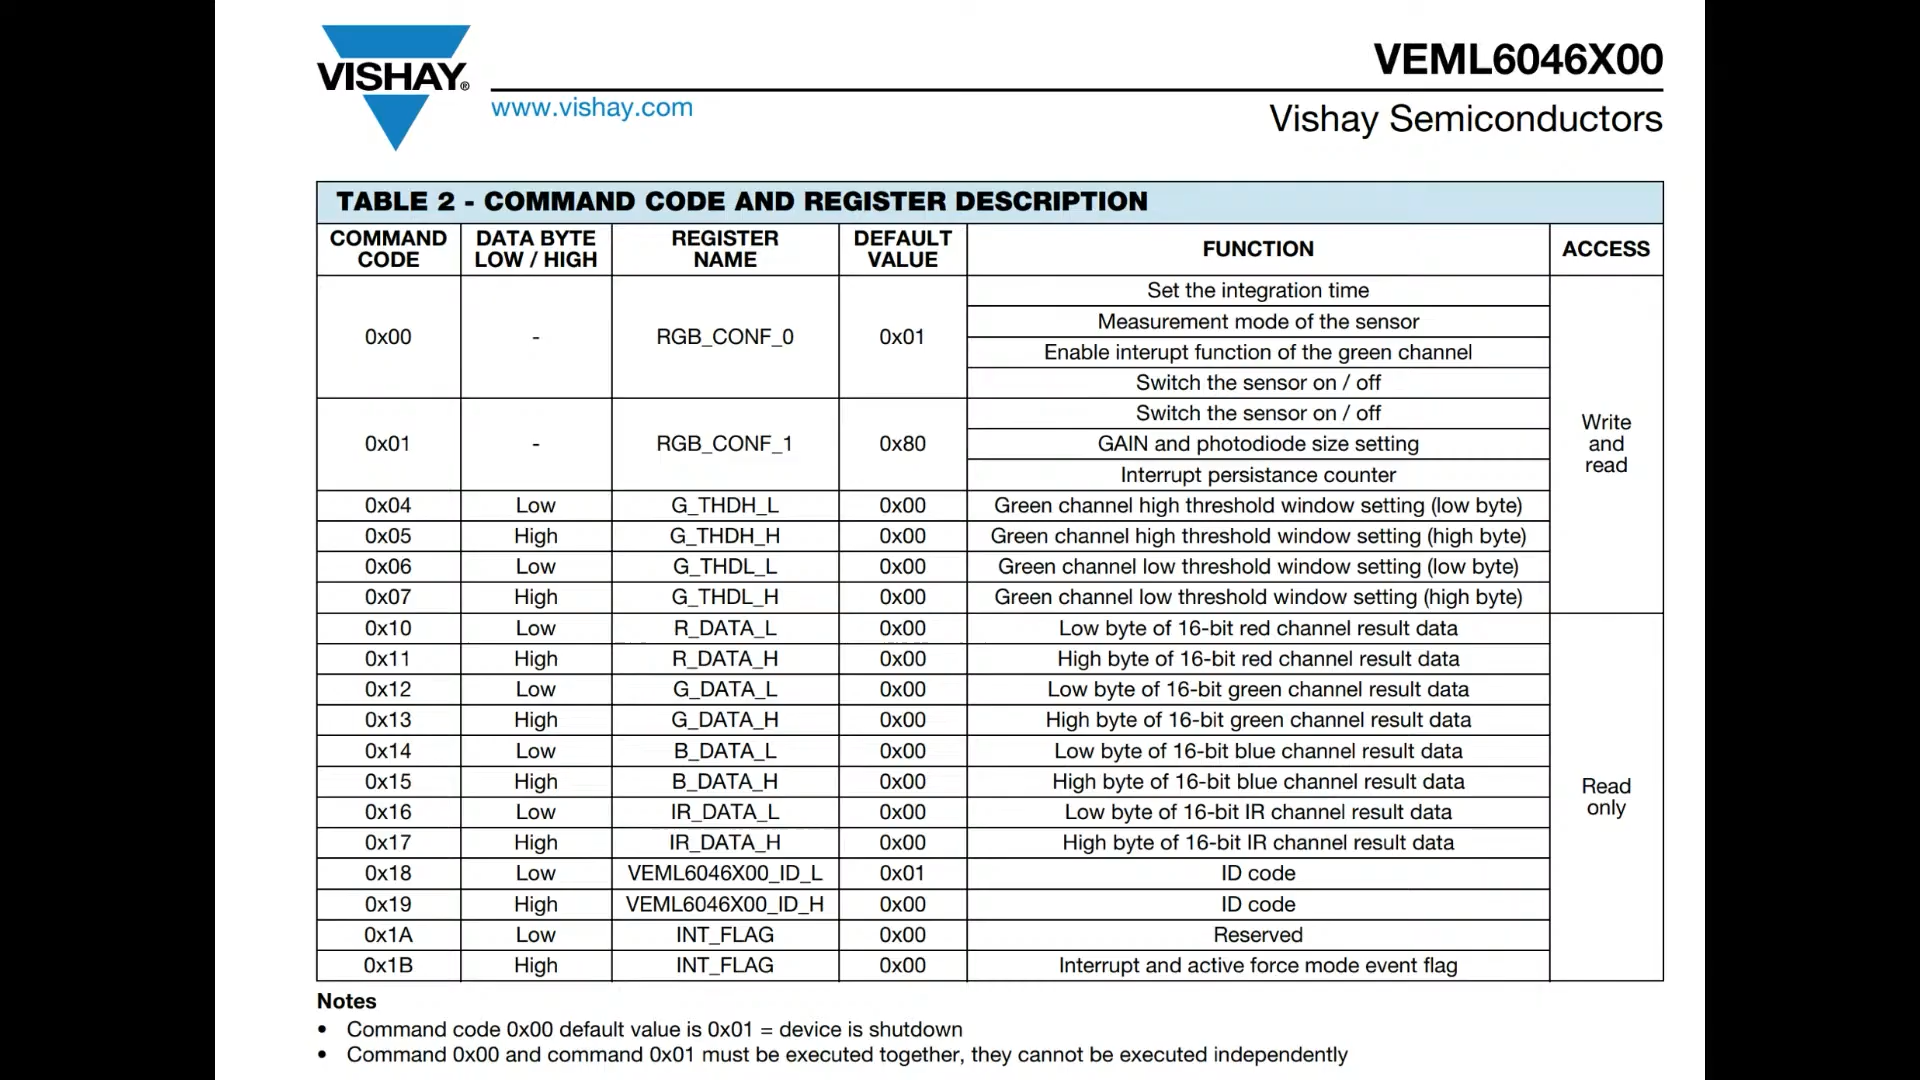 VISHAY®
www.vishay.com
VEML6046X00
Vishay Semiconductors
TABLE 2 - COMMAND CODE AND REGISTER DESCRIPTION
COMMAND CODE DATA BYTE LOW / HIGH REGISTER NAME DEFAULT VALUE FUNCTION ACCESS
0x00 - RGB_CONF_0 0x01 Set the integration time
Measurement mode of the sensor
Enable interupt function of the green channel
Switch the sensor on / off
0x01 - RGB_CONF_1 0x80 Switch the sensor on / off
GAIN and photodiode size setting
Interrupt persistance counter
Write and read
0x04 Low G_THDH_L 0x00 Green channel high threshold window setting (low byte)
0x05 High G_THDH_H 0x00 Green channel high threshold window setting (high byte)
0x06 Low G_THDL_L 0x00 Green channel low threshold window setting (low byte)
0x07 High G_THDL_H 0x00 Green channel low threshold window setting (high byte)
0x10 Low R_DATA_L 0x00 Low byte of 16-bit red channel result data
0x11 High R_DATA_H 0x00 High byte of 16-bit red channel result data
0x12 Low G_DATA_L 0x00 Low byte of 16-bit green channel result data
0x13 High G_DATA_H 0x00 High byte of 16-bit green channel result data
0x14 Low B_DATA_L 0x00 Low byte of 16-bit blue channel result data
0x15 High B_DATA_H 0x00 High byte of 16-bit blue channel result data
Read only
0x16 Low IR_DATA_L 0x00 Low byte of 16-bit IR channel result data
0x17 High IR_DATA_H 0x00 High byte of 16-bit IR channel result data
0x18 Low VEML6046X00_ID_L 0x01 ID code
0x19 High VEML6046X00_ID_H 0x00 ID code
0x1A Low INT_FLAG 0x00 Reserved
0x1B High INT_FLAG 0x00 Interrupt and active force mode event flag
Notes
• Command code 0x00 default value is 0x01 = device is shutdown
• Command 0x00 and command 0x01 must be executed together, they cannot be executed independently